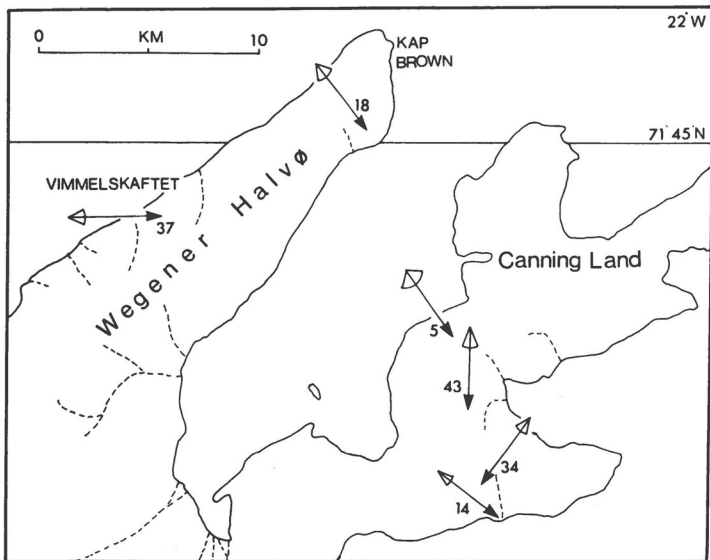 22°W
0 KM 10
KAP
BROWN
18
71°45'N
VIMMELSKAFTET
37
Wegener Halvø
Canning Land
5
43
34
14